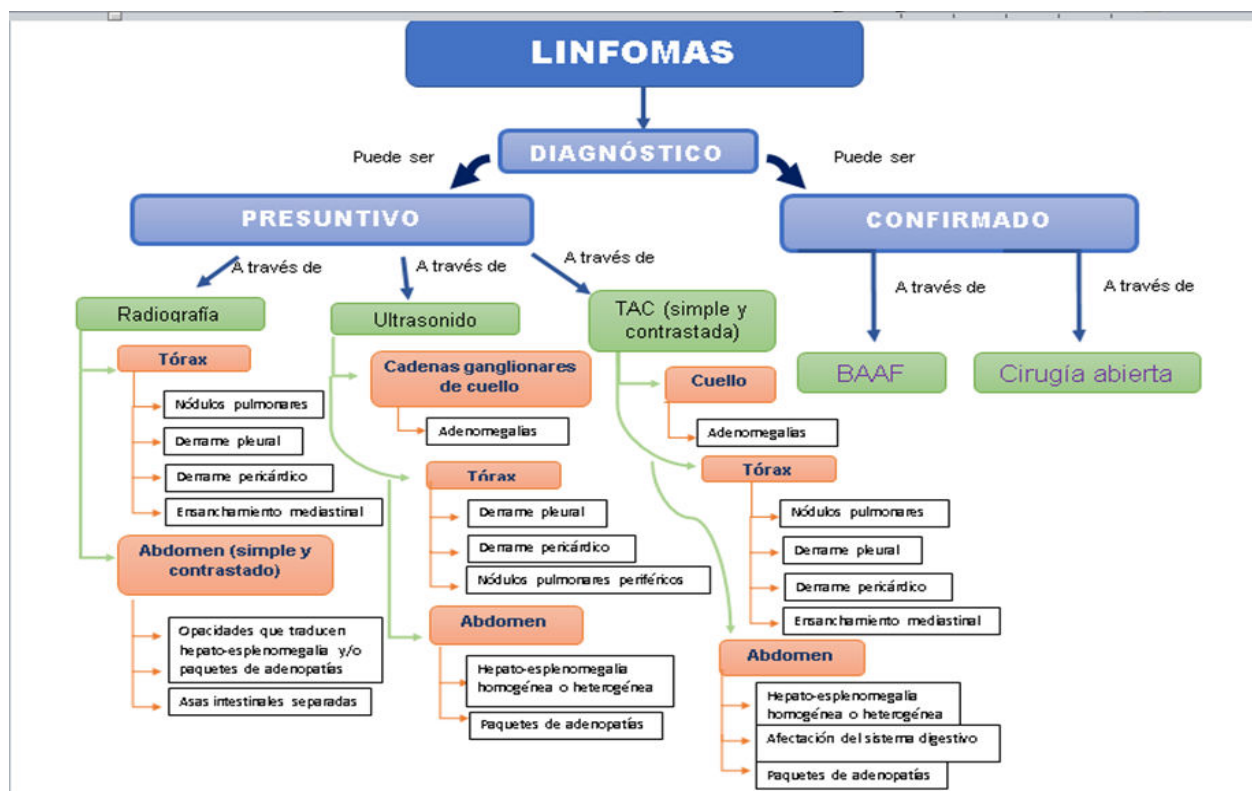 LINFOMAS
DIAGNÓSTICO
Puede ser
Puede ser
PRESUNTIVO
CONFIRMADO
A través de
A través de
A través de
A través de
A través de
Radiografía
Ultrasonido
TAC (simple y
contrastada)
BAAF
Cirugía abierta
Tórax
Nódulos pulmonares
Derrame pleural
Derrame pericárdico
Ensanchamiento mediastinal
Abdomen (simple y
contrastado)
Opacidades que traducen
hepato-esplenomegalia y/o
paquetes de adenopatías
Asas intestinales separadas
Cadenas ganglionares
de cuello
Adenomegalias
Tórax
Derrame pleural
Derrame pericárdico
Nódulos pulmonares periféricos
Abdomen
Hepato-esplenomegalia
homogénea o heterogénea
Paquetes de adenopatías
Cuello
Adenomegalias
Tórax
Nódulos pulmonares
Derrame pleural
Derrame pericárdico
Ensanchamiento mediastinal
Abdomen
Hepato-esplenomegalia
homogénea o heterogénea
Afectación del sistema digestivo
Paquetes de adenopatías